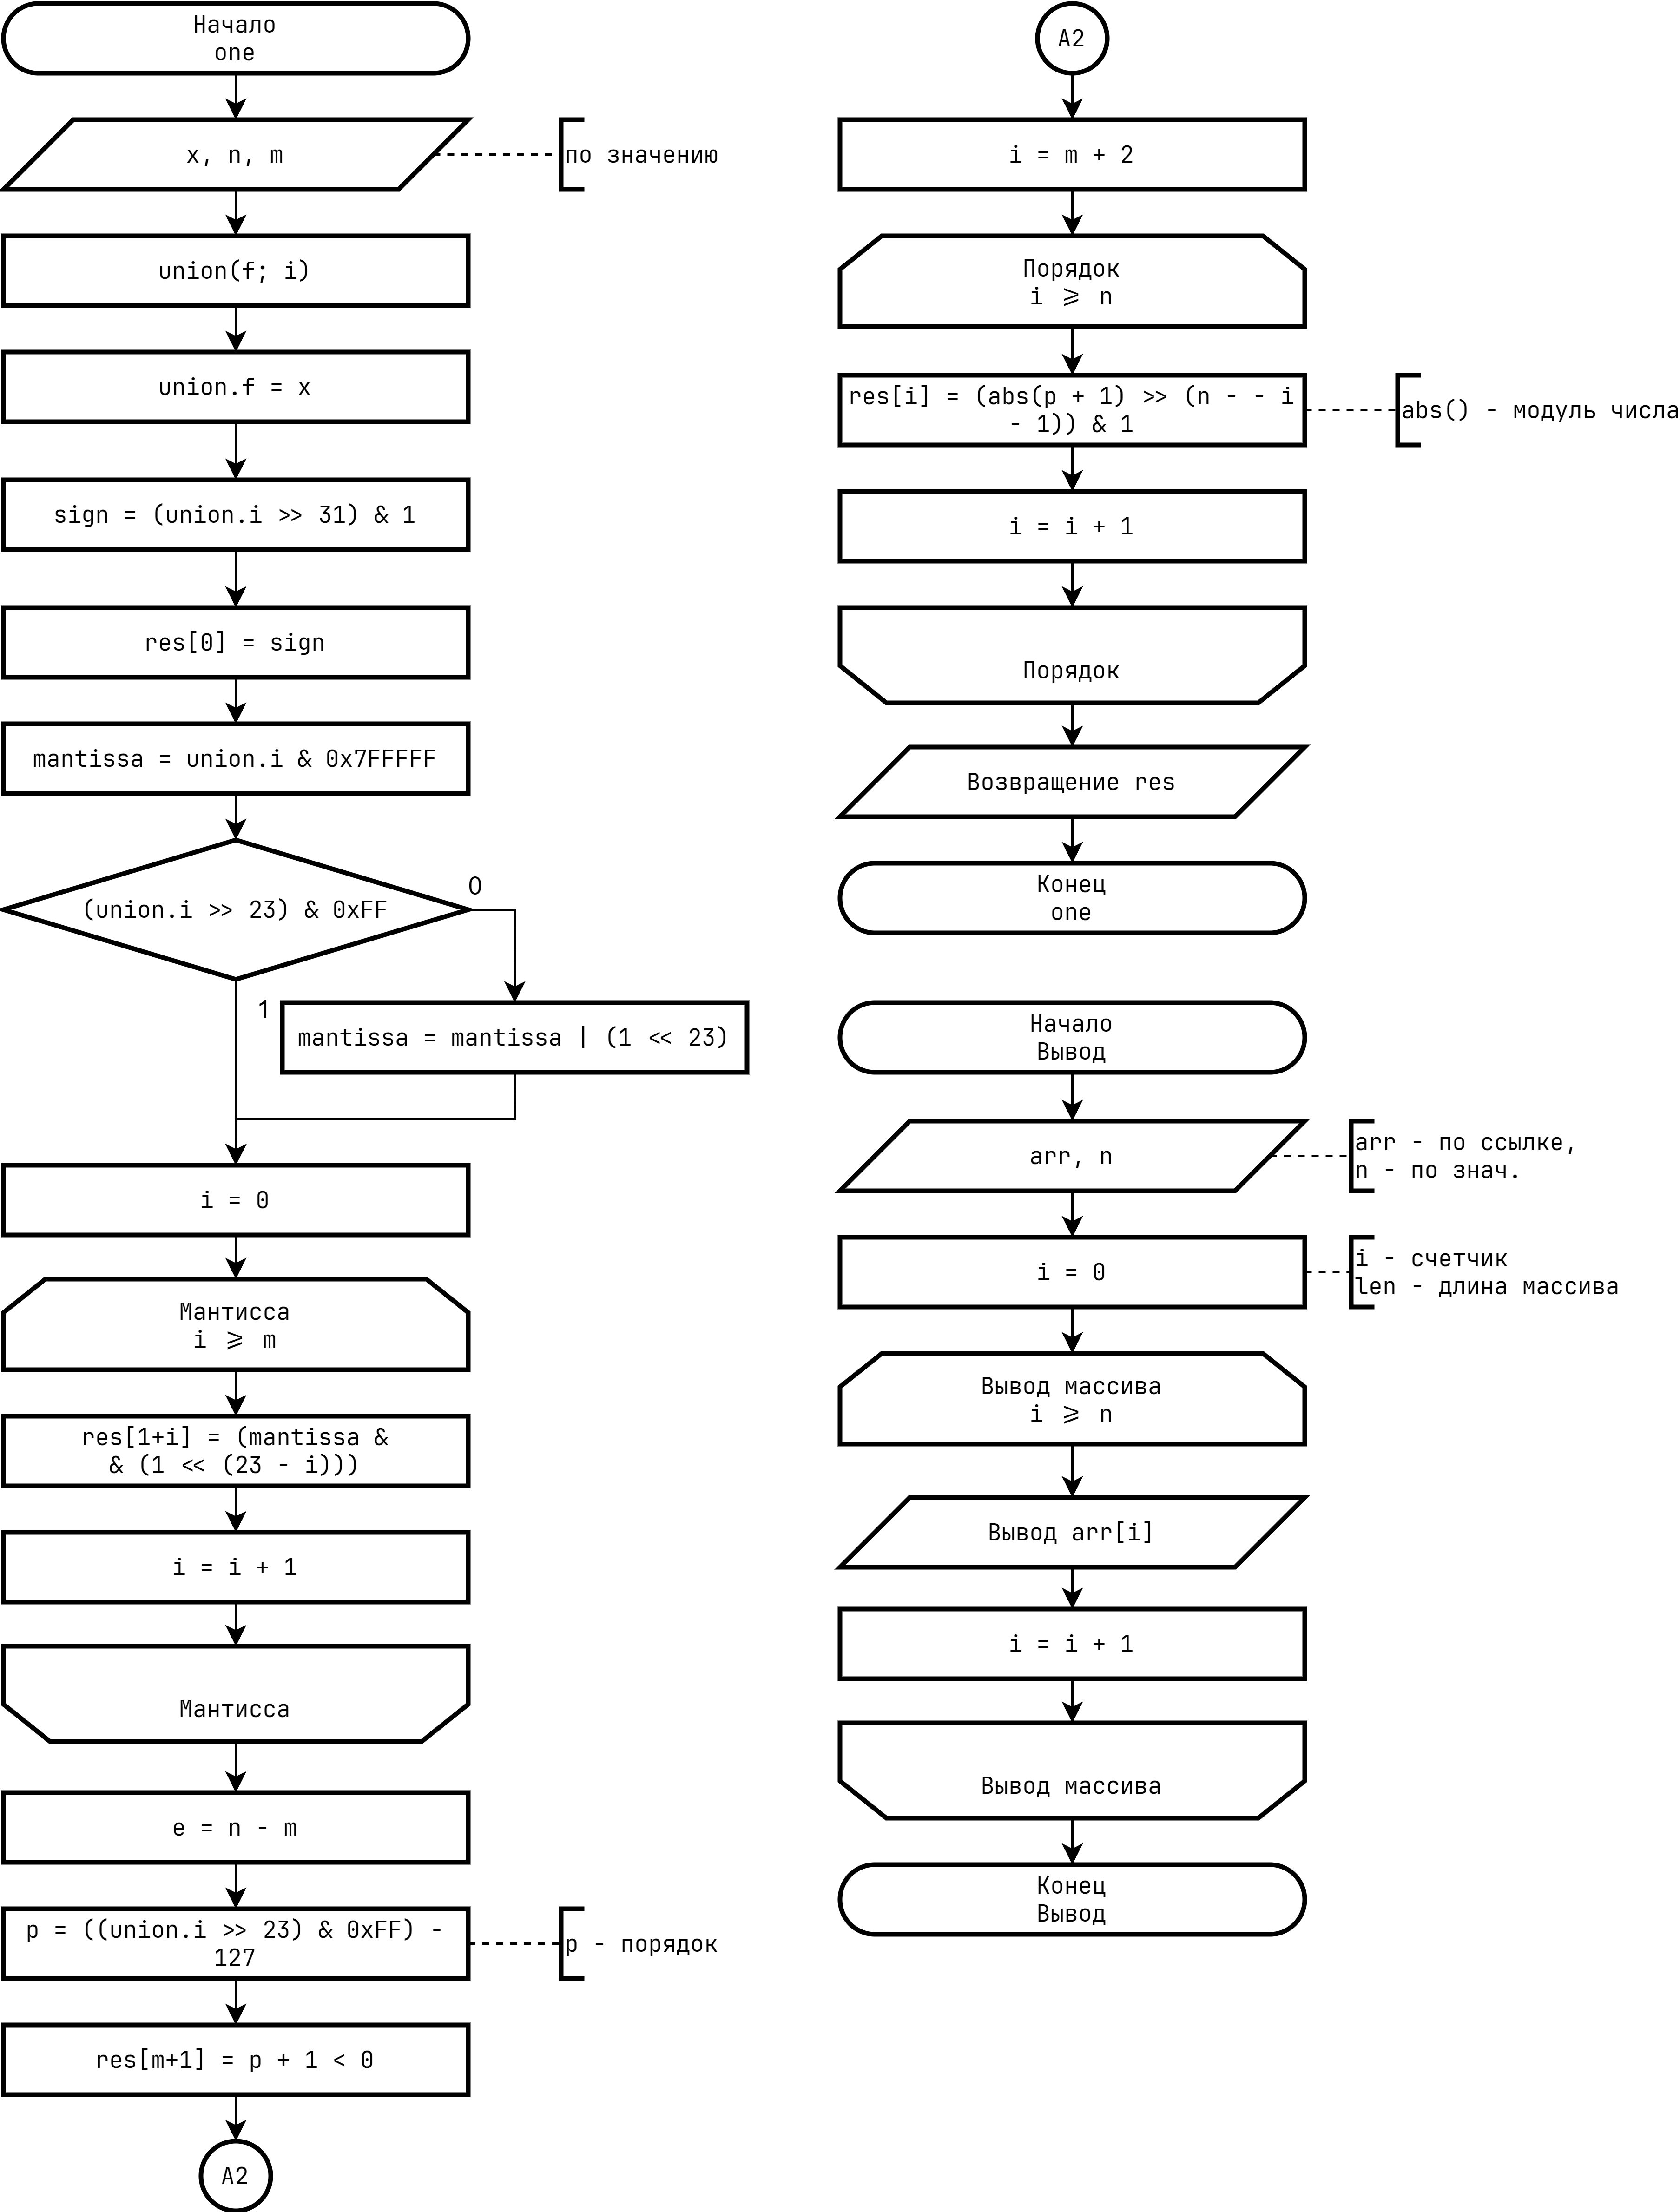 Начало
one
x, n, m
по значению
union(f; i)
union.f = x
sign = (union.i >> 31) & 1
res[0] = sign
mantissa = union.i & 0x7FFFFF
(union.i >> 23) & 0xFF
0
1
mantissa = mantissa | (1 << 23)
i = 0
Мантисса
i ⩾ m
res[1+i] = (mantissa &
& (1 << (23 - i)))
i = i + 1
Мантисса
e = n - m
p = ((union.i >> 23) & 0xFF) -
127
p - порядок
res[m+1] = p + 1 < 0
A2
A2
i = m + 2
Порядок
i ⩾ n
res[i] = (abs(p + 1) >> (n - - i
- 1)) & 1
abs() - модуль числа
i = i + 1
Порядок
Возвращение res
Конец
one
Начало
Вывод
arr, n
arr - по ссылке,
n - по знач.
i = 0
i - счетчик
len - длина массива
Вывод массива
i ⩾ n
Вывод arr[i]
i = i + 1
Вывод массива
Конец
Вывод